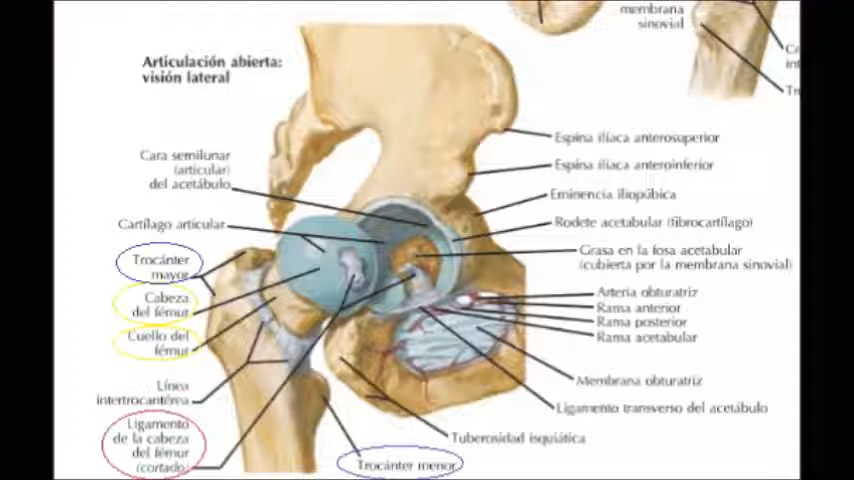 membrana
sinovial
Articulación abierta:
visión lateral
Cara semilunar
(articular)
del acetábulo
Cartílago articular
Trocánter
mayor
Cabeza
del fémur
Cuello del
fémur
Línea
intertrocantérea
Ligamento
de la cabeza
del fémur
(cortado)
Espina ilíaca anterosuperior
Espina ilíaca anteroinferior
Eminencia iliopúbica
Rodete acetabular (fibrocartílago)
Grasa en la fosa acetabular
(cubierta por la membrana sinovial)
Arteria obturatriz
Rama anterior
Rama posterior
Rama acetabular
Membrana obturatriz
Ligamento transverso del acetábulo
Tuberosidad isquiática
Trocánter menor